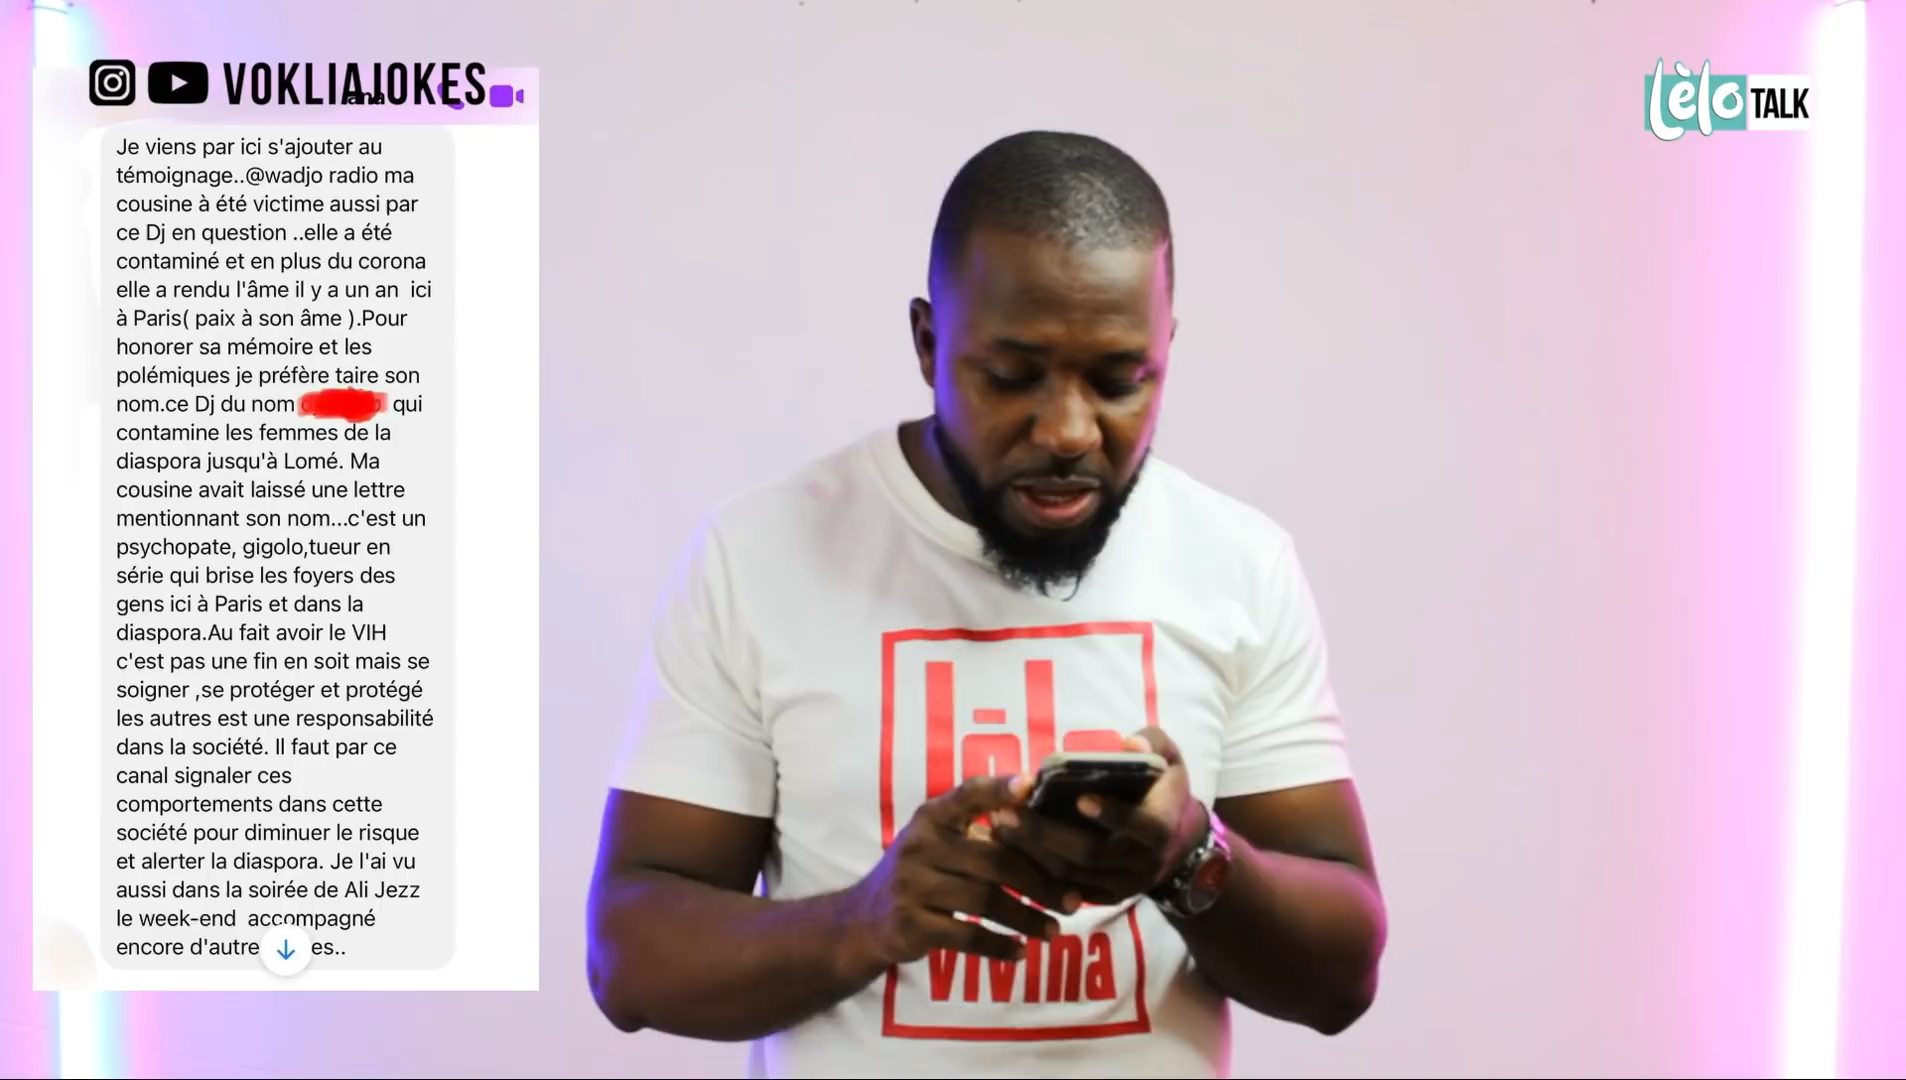 VOKLIAJOKES
ana
lèlo TALK
Je viens par ici s'ajouter au
témoignage..@wadjo radio ma
cousine à été victime aussi par
ce Dj en question ..elle a été
contaminé et en plus du corona
elle a rendu l'âme il y a un an ici
à Paris( paix à son âme ).Pour
honorer sa mémoire et les
polémiques je préfère taire son
nom.ce Dj du nom qui
contamine les femmes de la
diaspora jusqu'à Lomé. Ma
cousine avait laissé une lettre
mentionnant son nom...c'est un
psychopate, gigolo,tueur en
série qui brise les foyers des
gens ici à Paris et dans la
diaspora.Au fait avoir le VIH
c'est pas une fin en soit mais se
soigner ,se protéger et protégé
les autres est une responsabilité
dans la société. Il faut par ce
canal signaler ces
comportements dans cette
société pour diminuer le risque
et alerter la diaspora. Je l'ai vu
aussi dans la soirée de Ali Jezz
le week-end accompagné
encore d'autre es..
vivina